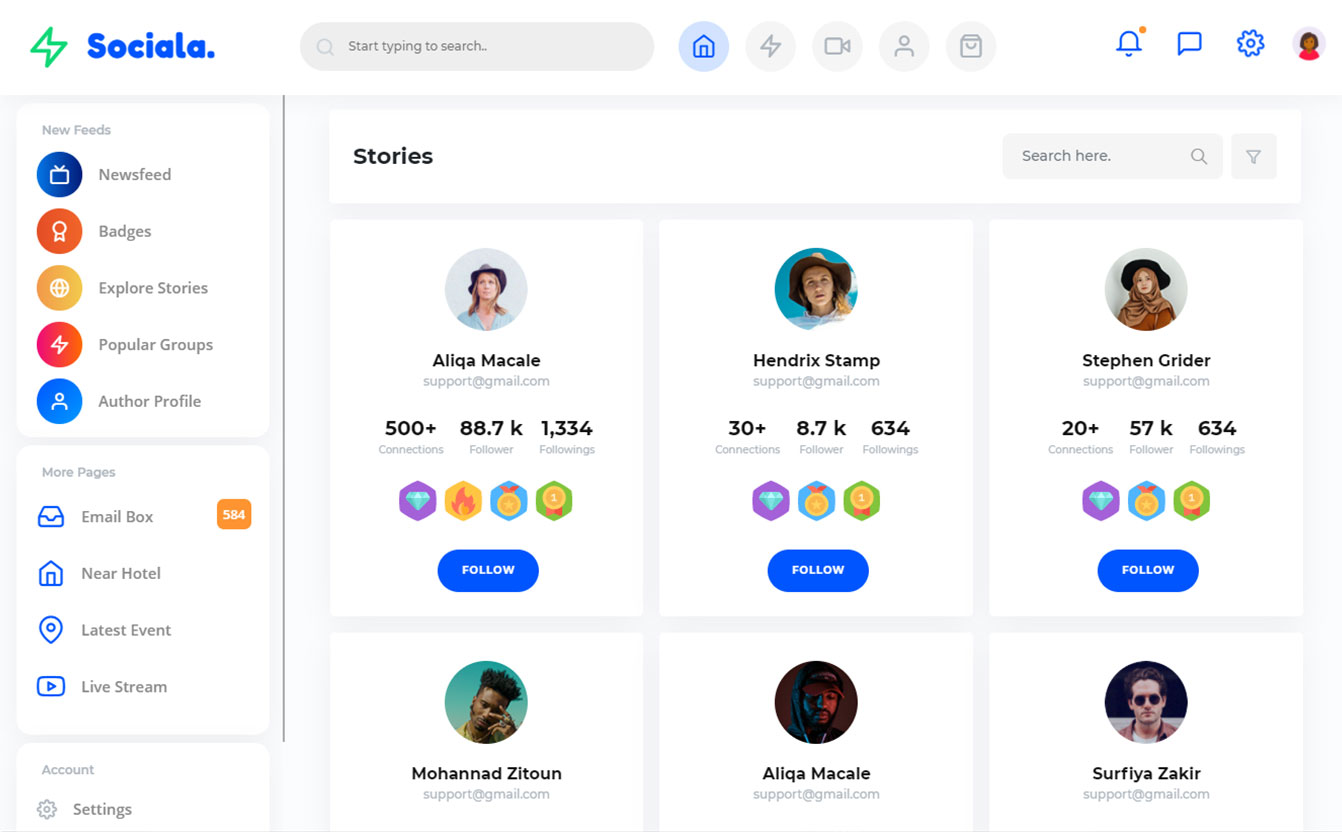 Sociala.
Start typing to search..
New Feeds
Newsfeed
Badges
Explore Stories
Popular Groups
Author Profile
More Pages
Email Box 584
Near Hotel
Latest Event
Live Stream
Account
Settings
Stories
Search here.
Aliqa Macale
support@gmail.com
500+ 88.7 k 1,334
Connections Follower Followings
1
FOLLOW
Hendrix Stamp
support@gmail.com
30+ 8.7 k 634
Connections Follower Followings
1
FOLLOW
Stephen Grider
support@gmail.com
20+ 57 k 634
Connections Follower Followings
1
FOLLOW
Mohannad Zitoun
support@gmail.com
Aliqa Macale
support@gmail.com
Surfiya Zakir
support@gmail.com